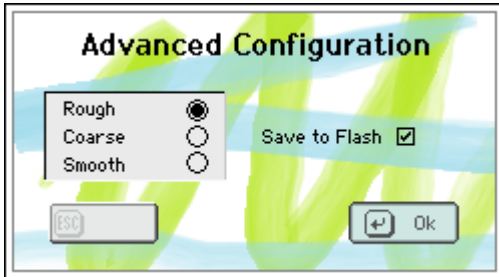 Advanced Configuration
Rough
Coarse
Save to Flash
Smooth
ESC
Ok